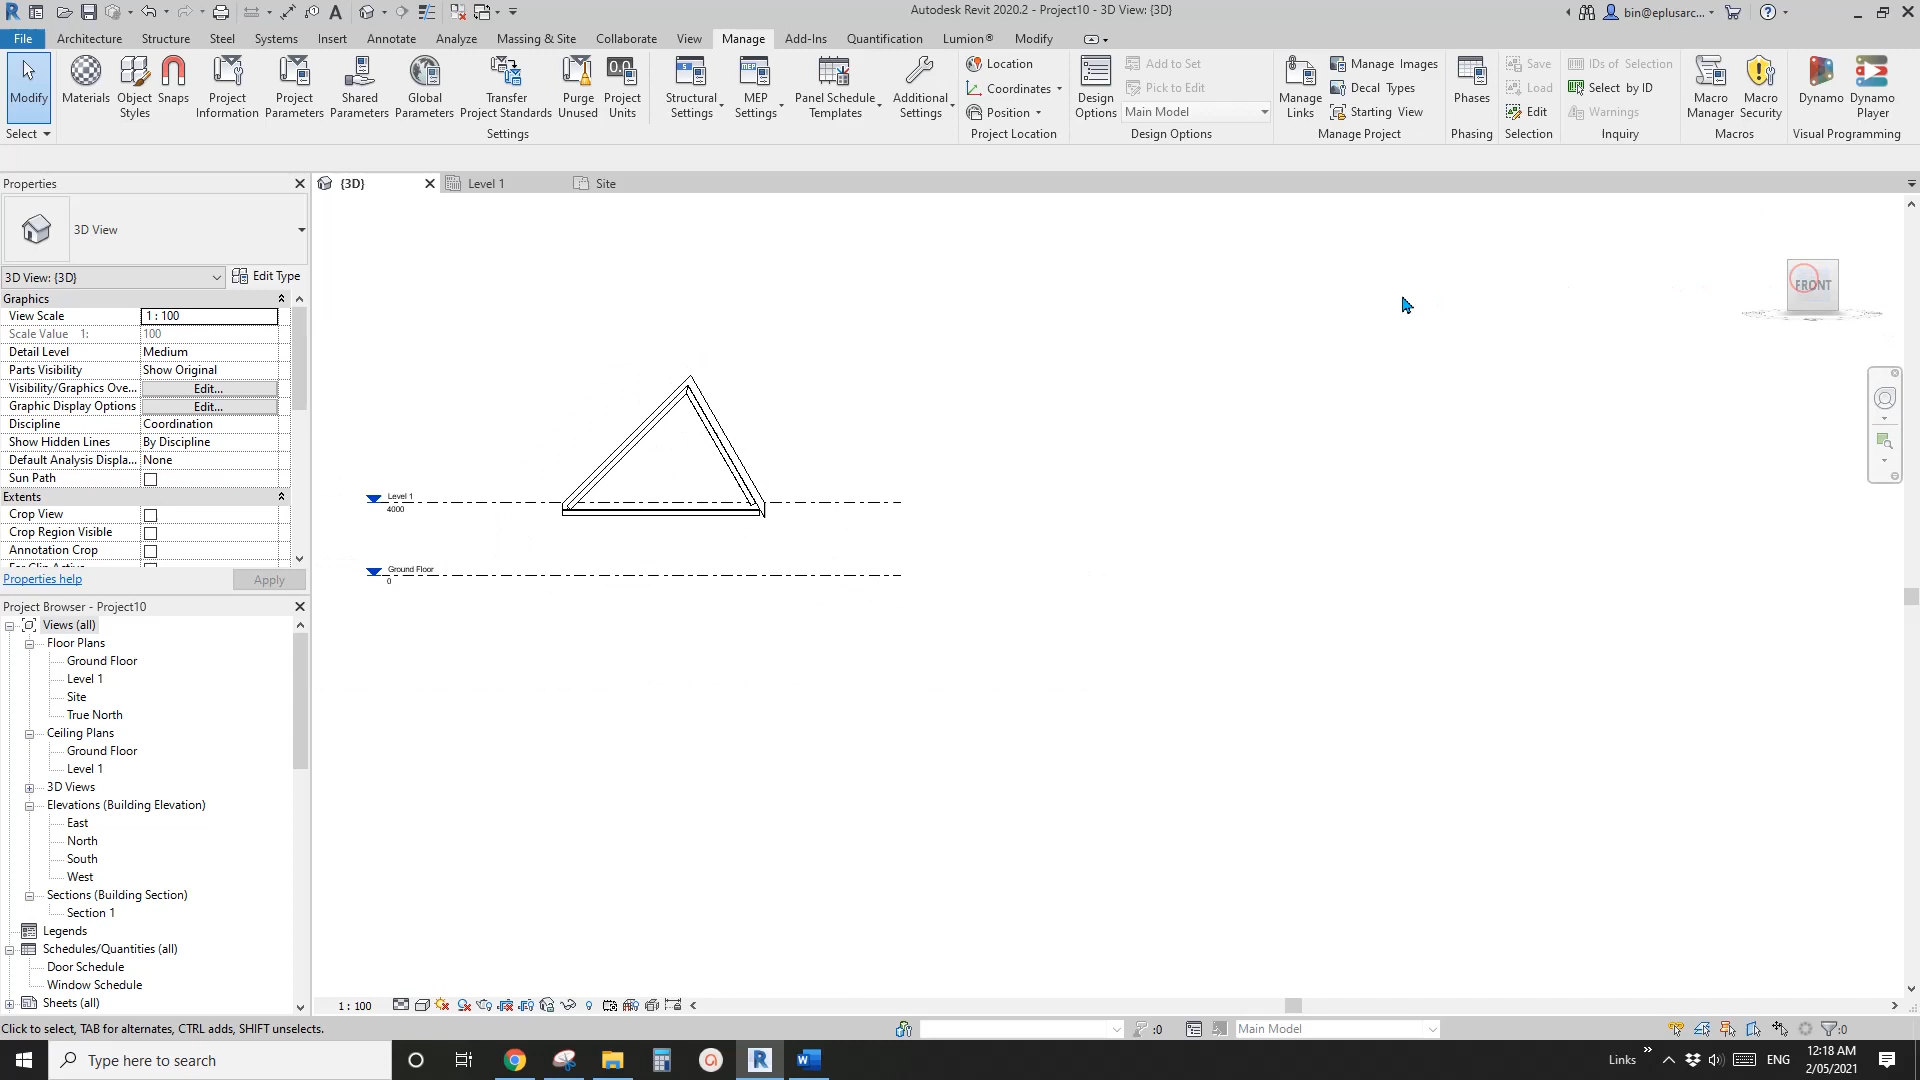 Autodesk Revit 2020.2 - Project10 - 3D View: {3D}
bin@eplusarc...
File Architecture Structure Steel Systems Insert Annotate Analyze Massing & Site Collaborate View Manage Add-Ins Quantification Lumion® Modify
Modify
Select
Materials
Object Styles
Snaps
Project Information
Project Parameters
Shared Parameters
Global Parameters
Transfer Project Standards
Purge Unused
Project Units
Settings
Structural Settings
MEP Settings
Panel Schedule Templates
Additional Settings
Location
Coordinates
Position
Project Location
Design Options
Add to Set
Pick to Edit
Main Model
Design Options
Manage Links
Manage Images
Decal Types
Starting View
Manage Project
Phases
Phasing
Save
Load
Edit
Selection
IDs of Selection
Select by ID
Warnings
Inquiry
Macro Manager
Macro Security
Macros
Dynamo
Dynamo Player
Visual Programming
Properties
{3D}
Level 1
Site
3D View
3D View: {3D}
Edit Type
Graphics
View Scale 1 : 100
Scale Value 1: 100
Detail Level Medium
Parts Visibility Show Original
Visibility/Graphics Ove... Edit...
Graphic Display Options Edit...
Discipline Coordination
Show Hidden Lines By Discipline
Default Analysis Displa... None
Sun Path
Extents
Crop View
Crop Region Visible
Annotation Crop
Properties help
Apply
Project Browser - Project10
Views (all)
Floor Plans
Ground Floor
Level 1
Site
True North
Ceiling Plans
Ground Floor
Level 1
3D Views
Elevations (Building Elevation)
East
North
South
West
Sections (Building Section)
Section 1
Legends
Schedules/Quantities (all)
Door Schedule
Window Schedule
Sheets (all)
FRONT
Level 1
4000
Ground Floor
0
1 : 100
Click to select, TAB for alternates, CTRL adds, SHIFT unselects.
:0
Main Model
:0
Type here to search
Links
ENG
12:18 AM
2/05/2021